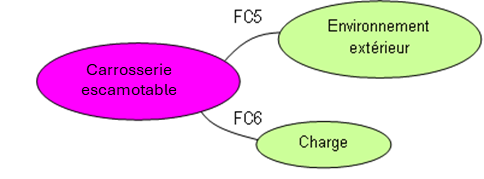 FC5
Environnement
extérieur
Carrosserie
escamotable
FC6
Charge